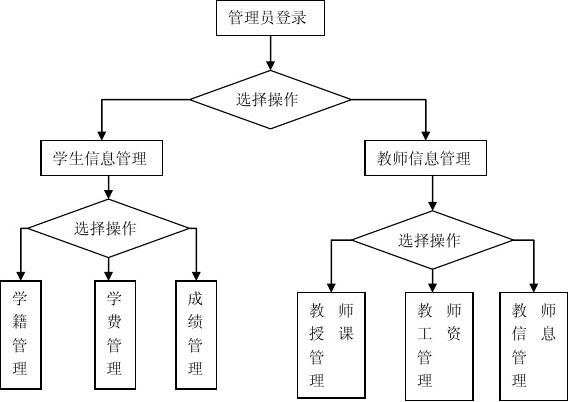 管理员登录
选择操作
学生信息管理
教师信息管理
选择操作
选择操作
学
籍
管
理
学
费
管
理
成
绩
管
理
教 师
授 课
管
理
教 师
工 资
管
理
教 师
信 息
管
理